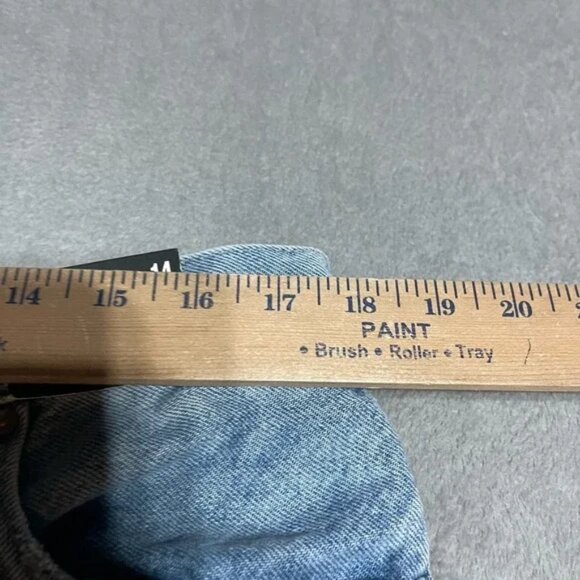 14 15 16 17 18 19 20
PAINT
• Brush • Roller • Tray